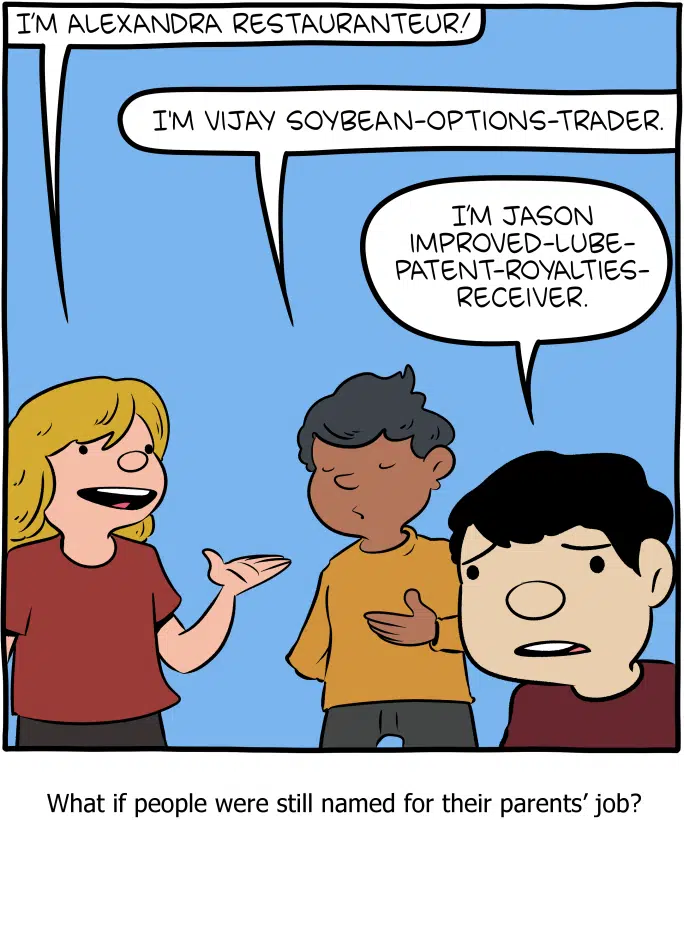 I'M ALEXANDRA RESTAURANTEUR!
I'M VIJAY SOYBEAN-OPTIONS-TRADER.
I'M JASON
IMPROVED-LUBE-
PATENT-ROYALTIES-
RECEIVER.
What if people were still named for their parents' job?